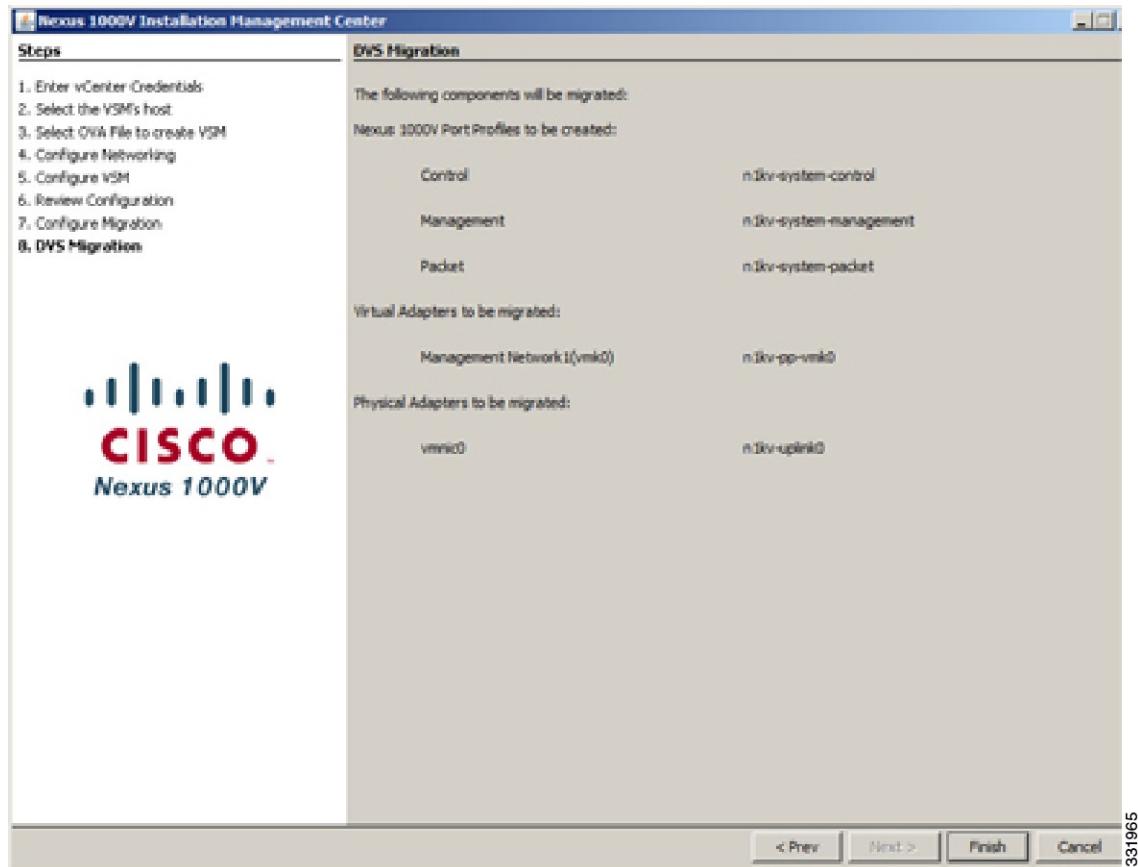 Nexus 1000V Installation Management Center
Steps
1. Enter vCenter Credentials
2. Select the VSM's host
3. Select OVA File to create VSM
4. Configure Networking
5. Configure VSM
6. Review Configuration
7. Configure Migration
8. DVS Migration
CISCO
Nexus 1000V
DVS Migration
The following components will be migrated:
Nexus 1000V Port Profiles to be created:
Control n1kv-system-control
Management n1kv-system-management
Packet n1kv-system-packet
Virtual Adapters to be migrated:
Management Network1(vmk0) n1kv-pp-vmk0
Physical Adapters to be migrated:
vmnic0 n1kv-uplink0
< Prev Next > Finish Cancel
331965